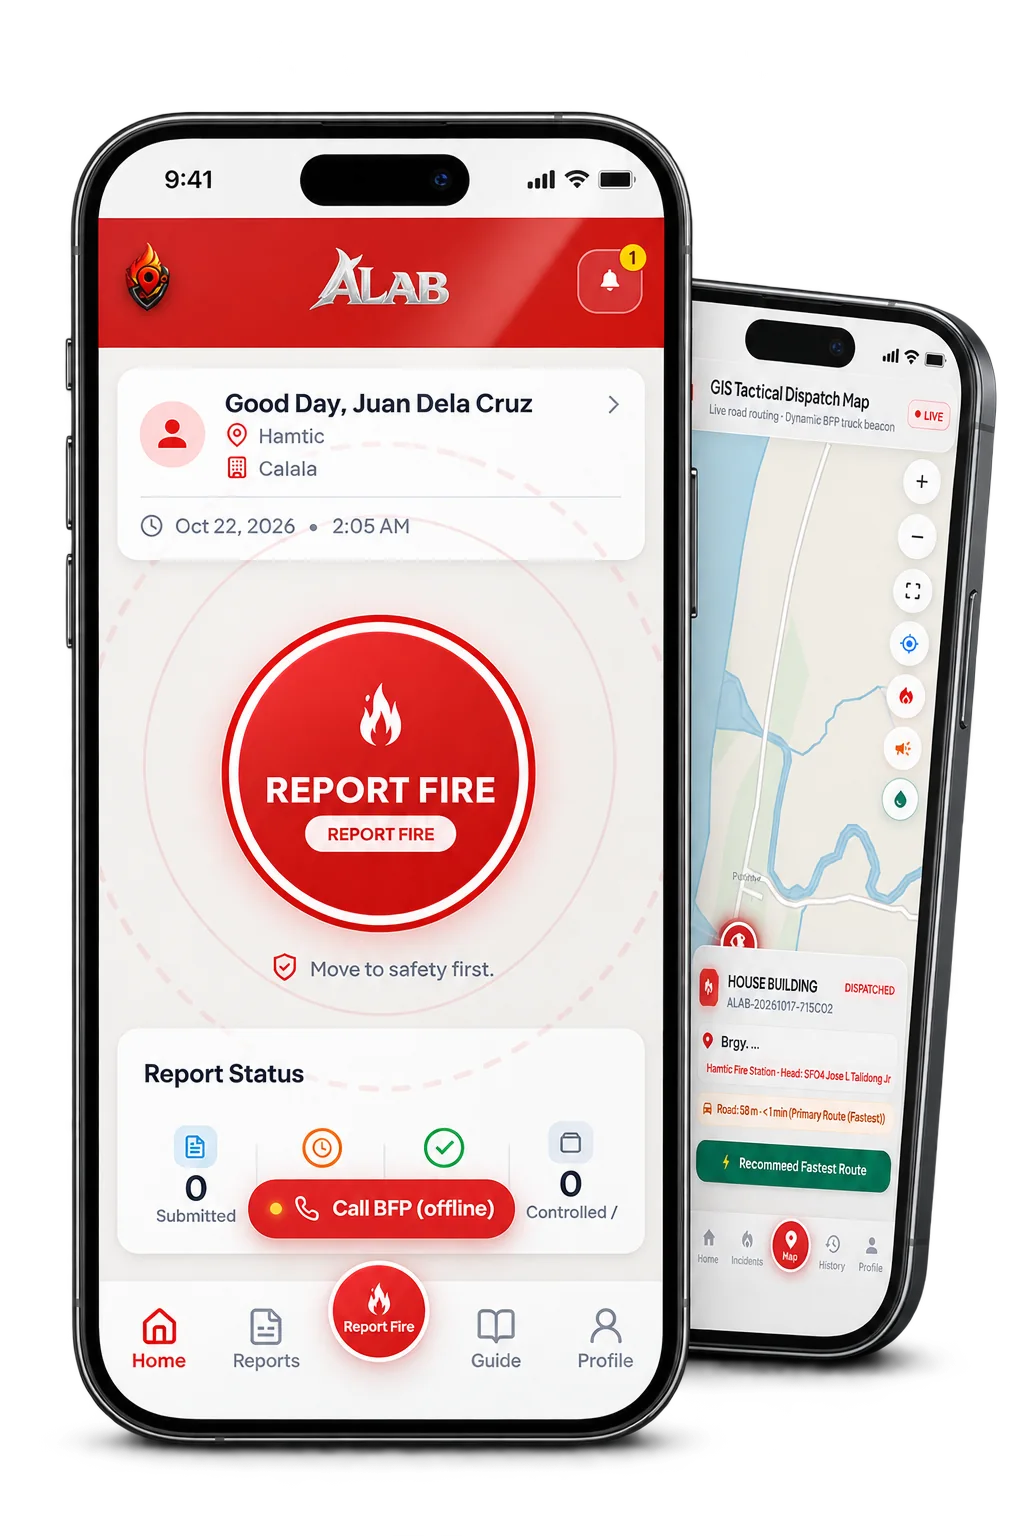 9:41
ALAB
1
Good Day, Juan Dela Cruz
Hamtic
Calala
Oct 22, 2026 • 2:05 AM
REPORT FIRE
REPORT FIRE
Move to safety first.
Report Status
0
Submitted
Call BFP (offline)
0
Controlled /
Home
Reports
Report Fire
Guide
Profile
GIS Tactical Dispatch Map
Live road routing · Dynamic BFP truck beacon
LIVE
HOUSE BUILDING
DISPATCHED
ALAB-20261017-715C02
Brgy. ...
Hamtic Fire Station - Head: SFO4 Jose L Talidong Jr
Road: 58 m · <1 min (Primary Route (Fastest))
Recommeed Fastest Route
Home
Incidents
Map
History
Profile